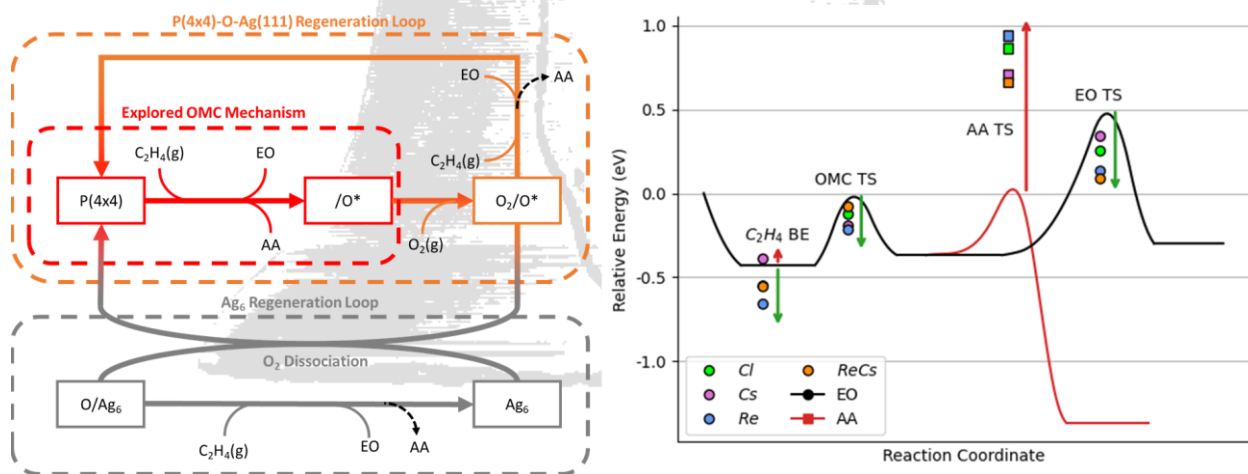 P(4x4)-O-Ag(111) Regeneration Loop
EO
AA
Explored OMC Mechanism
C₂H₄(g)
EO
C₂H₄(g)
P(4x4)
/O*
O₂/O*
AA
O₂(g)
Ag₆ Regeneration Loop
O₂ Dissociation
O/Ag₆
Ag₆
C₂H₄(g)
EO
AA
Relative Energy (eV)
1.0
0.5
0.0
-0.5
-1.0
EO TS
AA TS
OMC TS
C₂H₄ BE
Cl
Cs
Re
ReCs
EO
AA
Reaction Coordinate